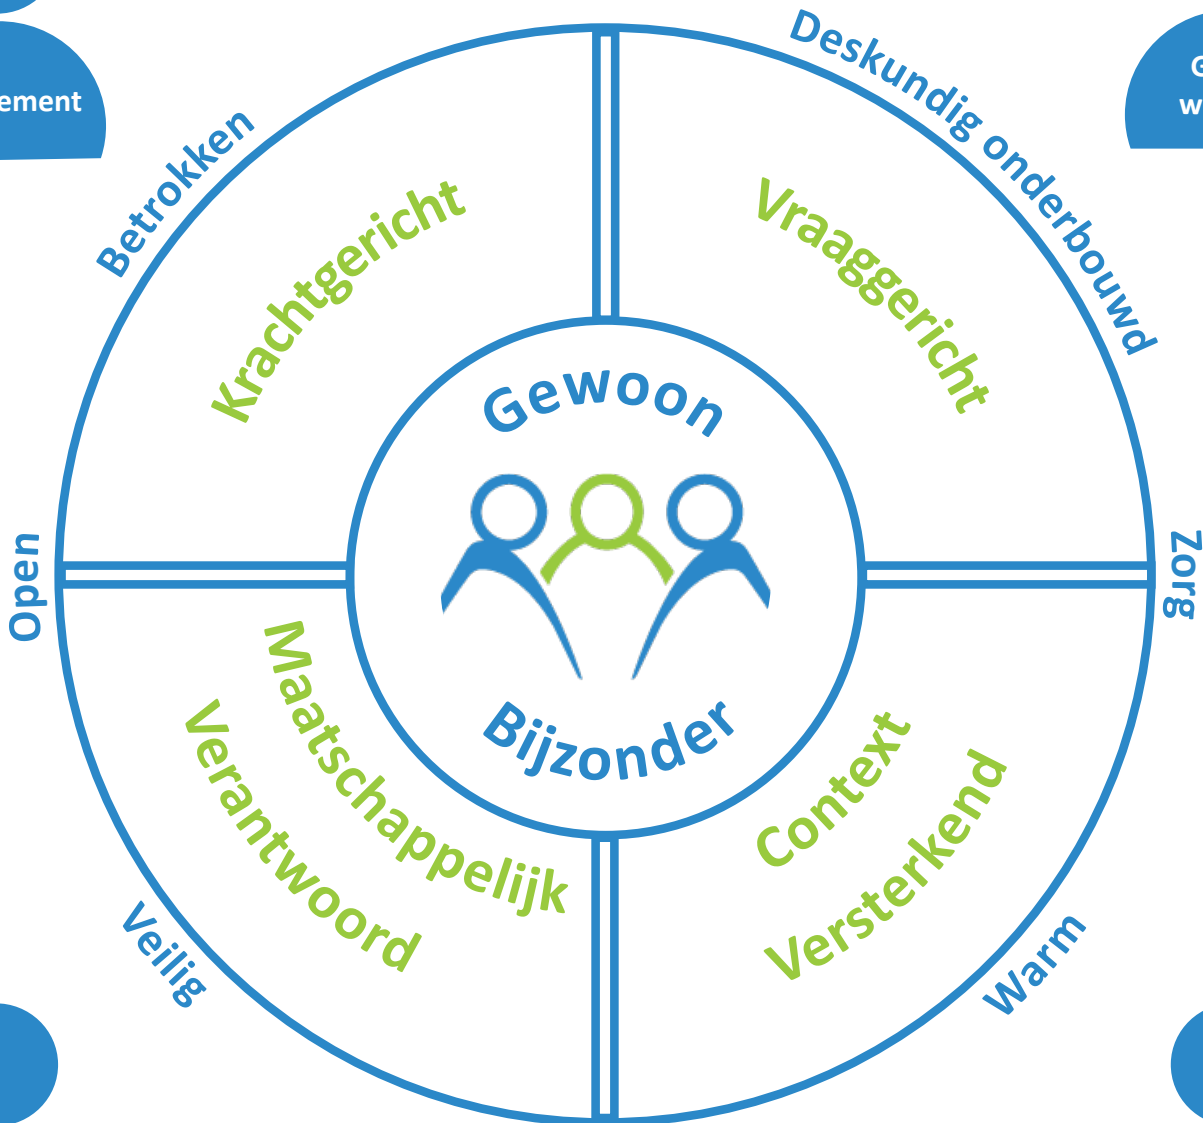 ement
G
w
Betrokken
Deskundig onderbouwd
Krachtgericht
Vraaggericht
Gewoon
Open
Zorg
Bijzonder
Maatschappelijk
Verantwoord
Context
Versterkend
Veilig
Warm